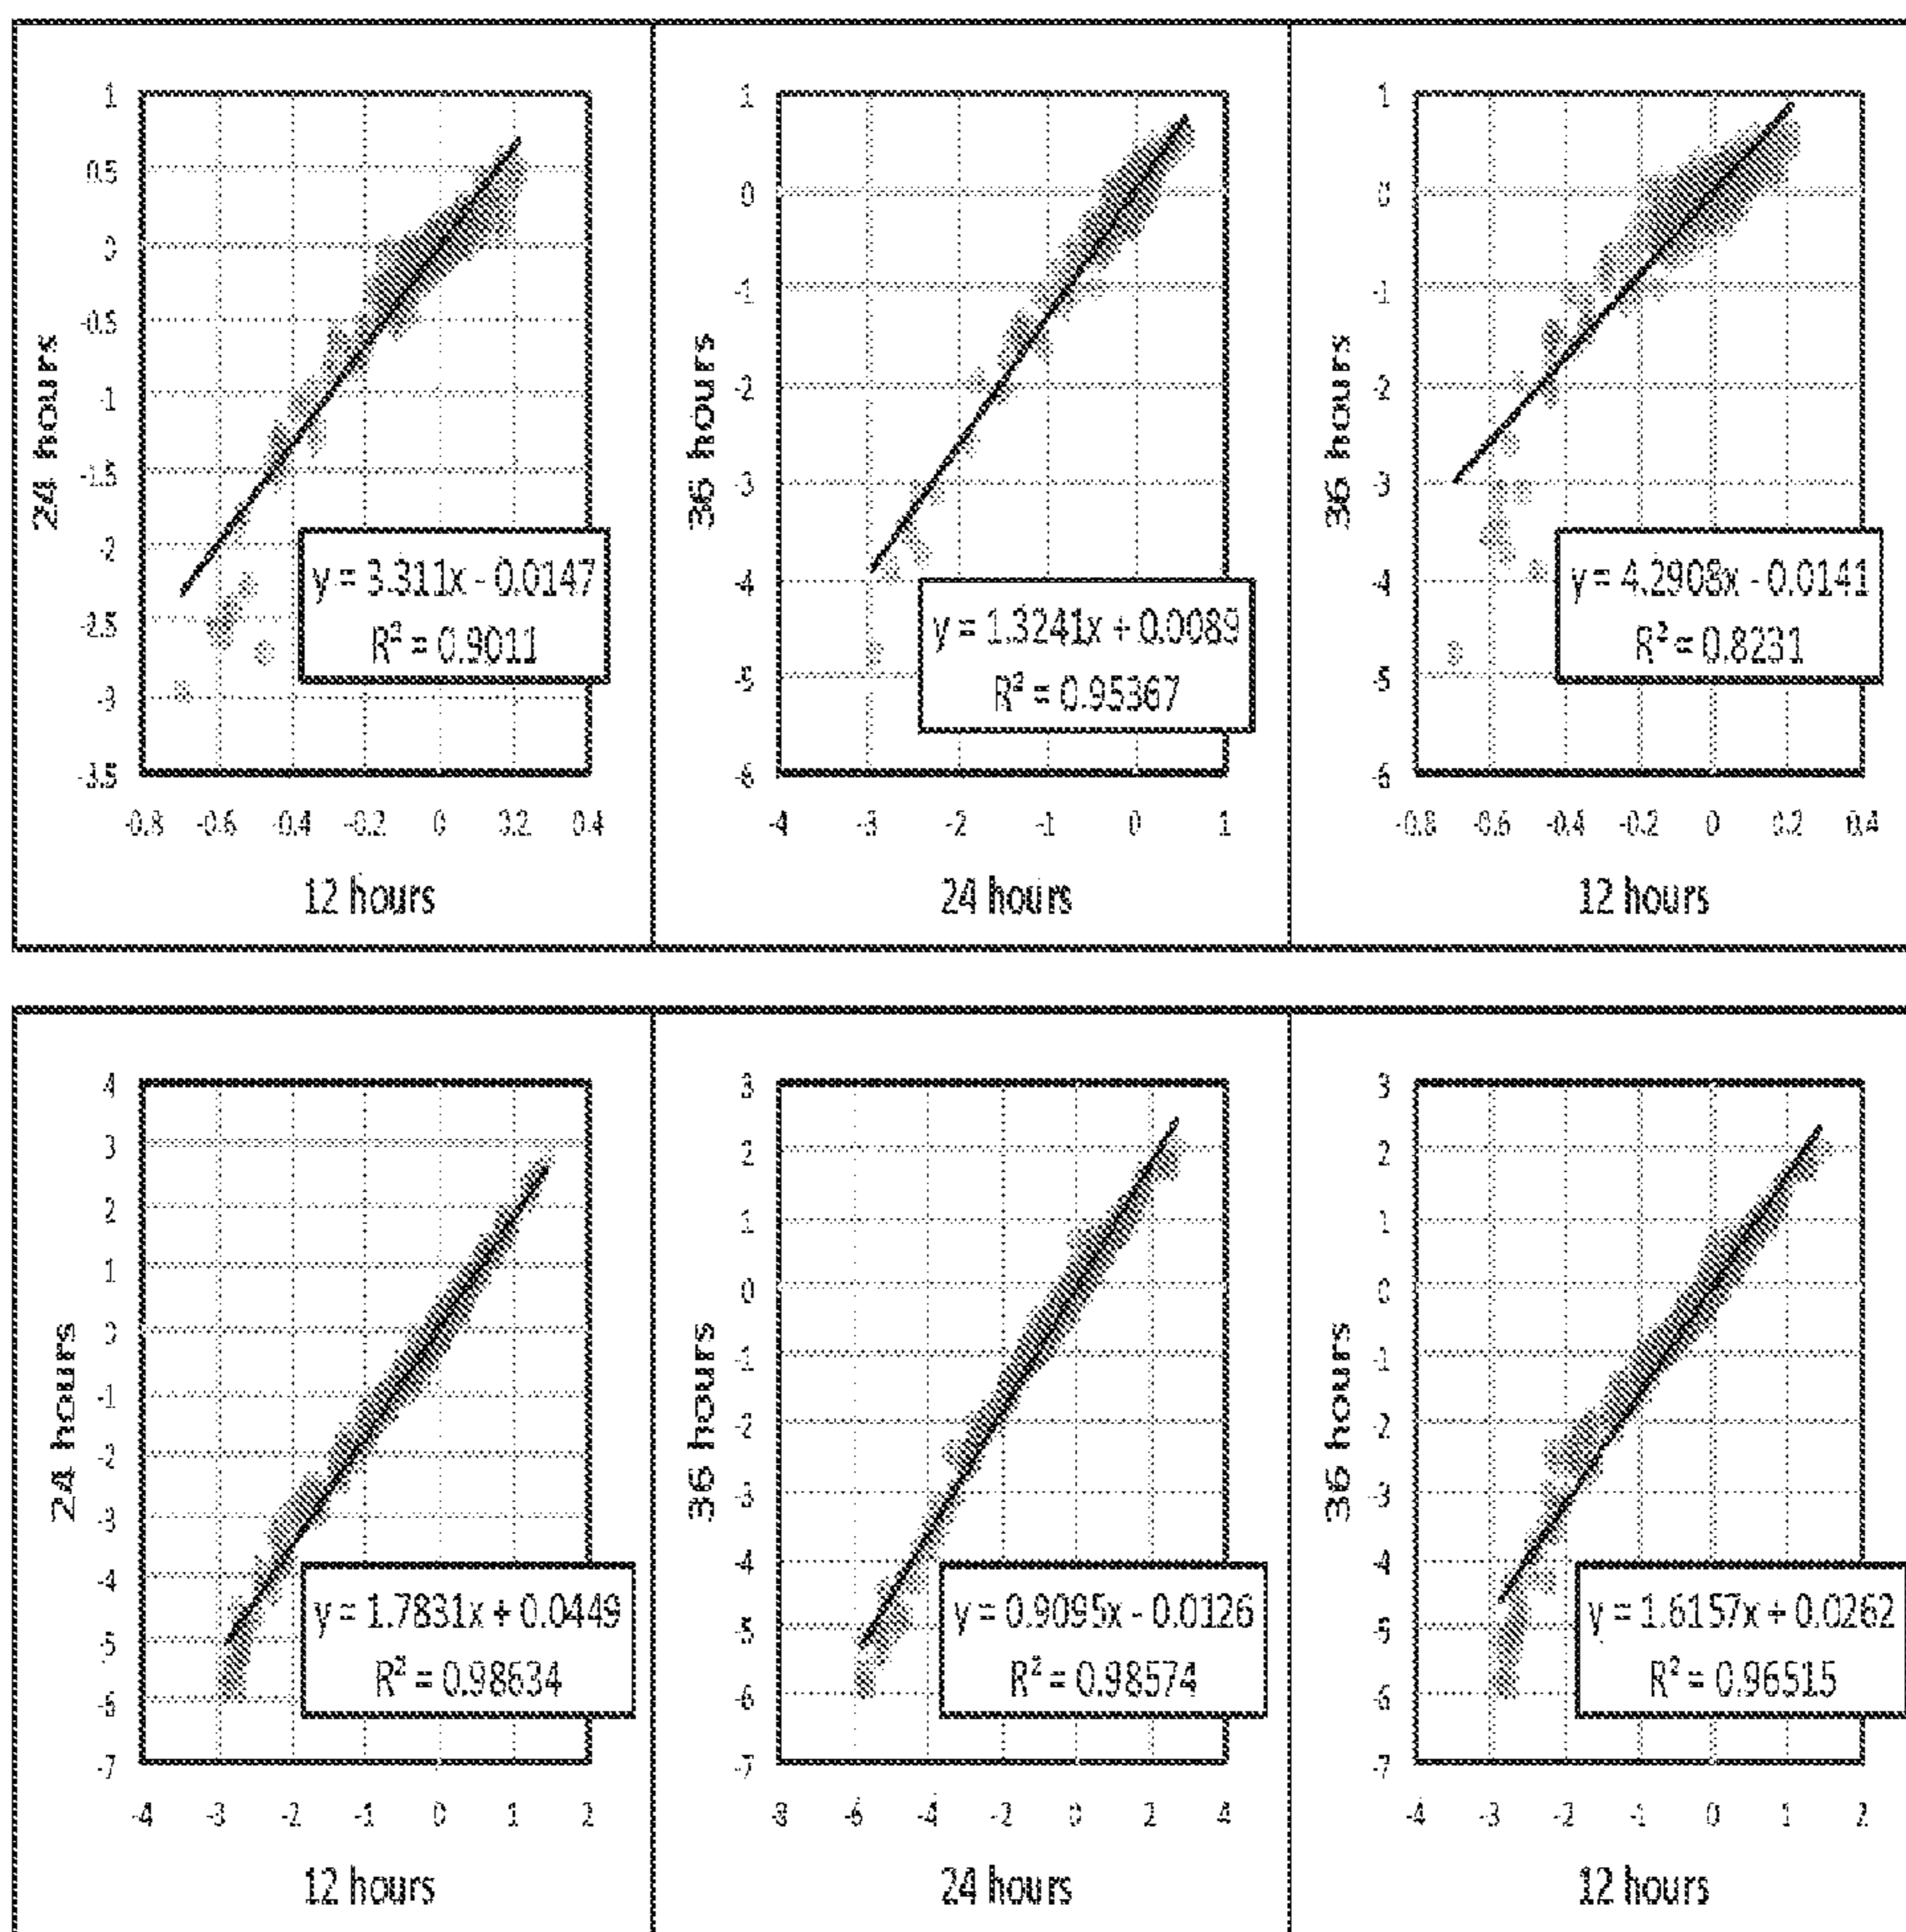 1
0.5
0
-0.5
-1
-1.5
-2
-2.5
-3
-3.5
24 hours
-0.8 -0.6 -0.4 -0.2 0 0.2 0.4
12 hours
y = 3.311x - 0.0147
R² = 0.9011
1
0
-1
-2
-3
-4
-5
-6
36 hours
-4 -3 -2 -1 0 1
24 hours
y = 1.3241x + 0.0089
R² = 0.95367
1
0
-1
-2
-3
-4
-5
-6
36 hours
-0.8 -0.6 -0.4 -0.2 0 0.2 0.4
12 hours
y = 4.2908x - 0.0141
R² = 0.8231
4
3
2
1
0
-1
-2
-3
-4
-5
-6
-7
24 hours
-4 -3 -2 -1 0 1 2
12 hours
y = 1.7831x + 0.0449
R² = 0.98634
3
2
1
0
-1
-2
-3
-4
-5
-6
-7
36 hours
-8 -6 -4 -2 0 2 4
24 hours
y = 0.9095x - 0.0126
R² = 0.98574
3
2
1
0
-1
-2
-3
-4
-5
-6
-7
36 hours
-4 -3 -2 -1 0 1 2
12 hours
y = 1.6157x + 0.0262
R² = 0.96515